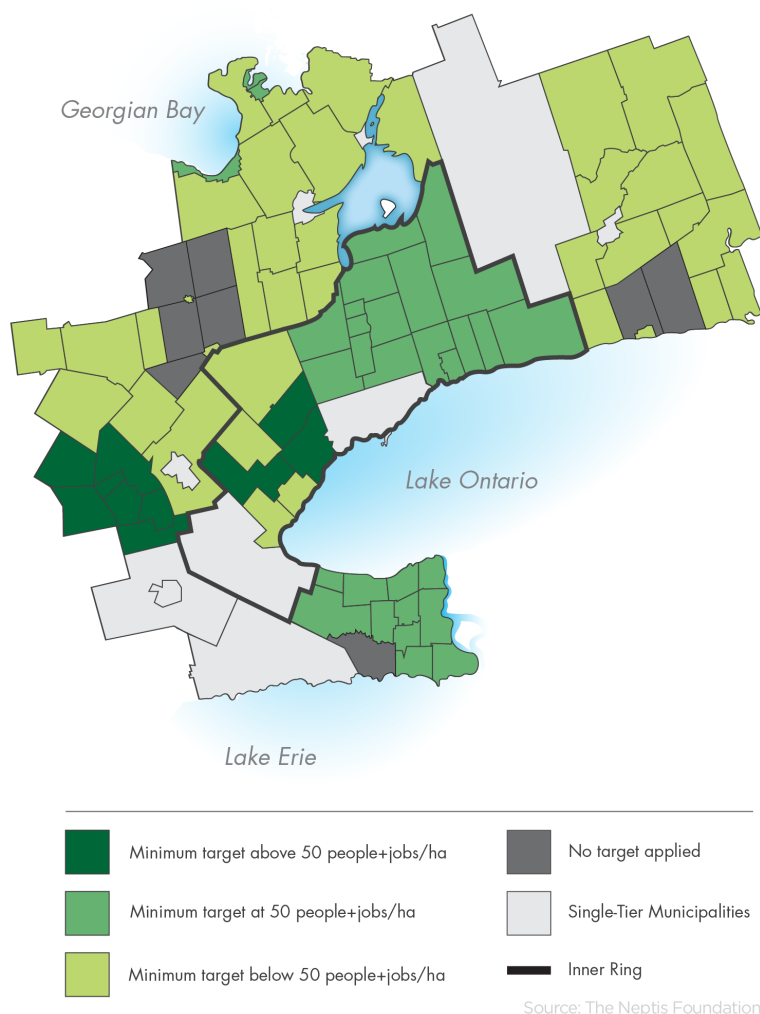 Georgian Bay
Lake Ontario
Lake Erie
Minimum target above 50 people+jobs/ha
Minimum target at 50 people+jobs/ha
Minimum target below 50 people+jobs/ha
No target applied
Single-Tier Municipalities
Inner Ring
Source: The Neptis Foundation